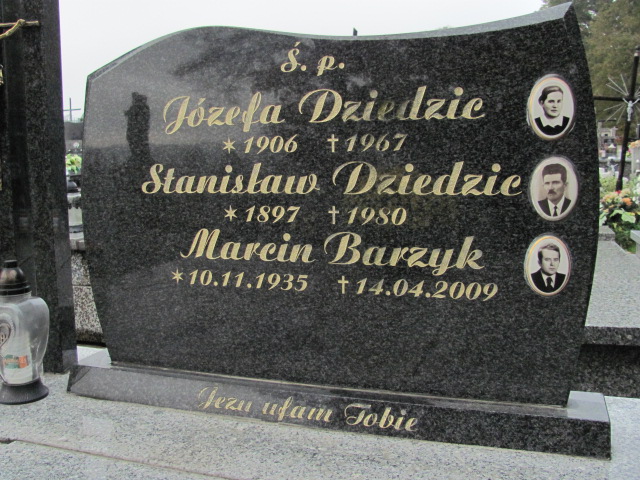 Ś. p.
Józefa Dziedzic
✶1906 ✝1967
Stanisław Dziedzic
✶1897 ✝1980
Marcin Barzyk
✶10.11.1935 ✝14.04.2009
Jezu ufam Tobie